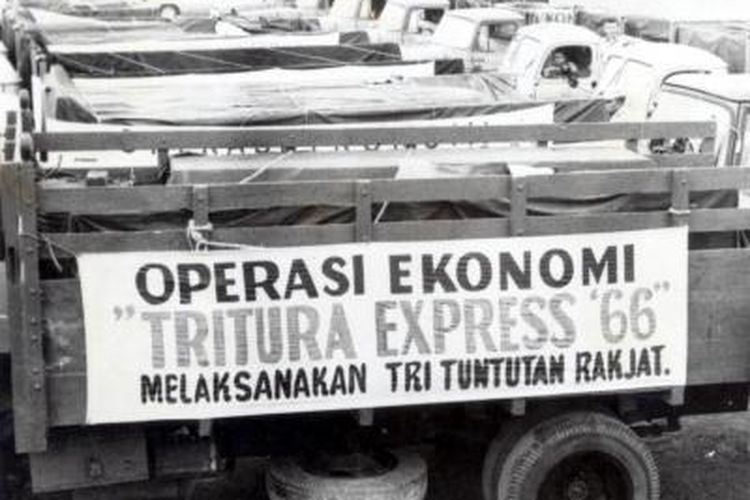 OPERASI EKONOMI
"TRITURA EXPRESS '66"
MELAKSANAKAN TRI TUNTUTAN RAKJAT.